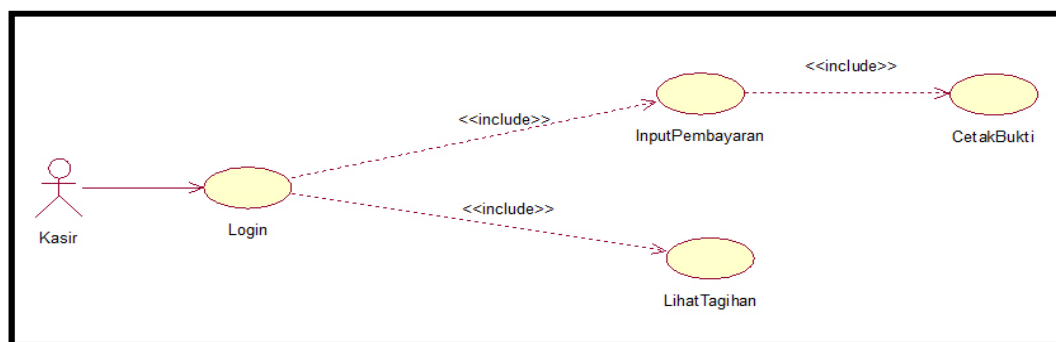 <<include>>
<<include>>
InputPembayaran
CetakBukti
<<include>>
Kasir
Login
LihatTagihan